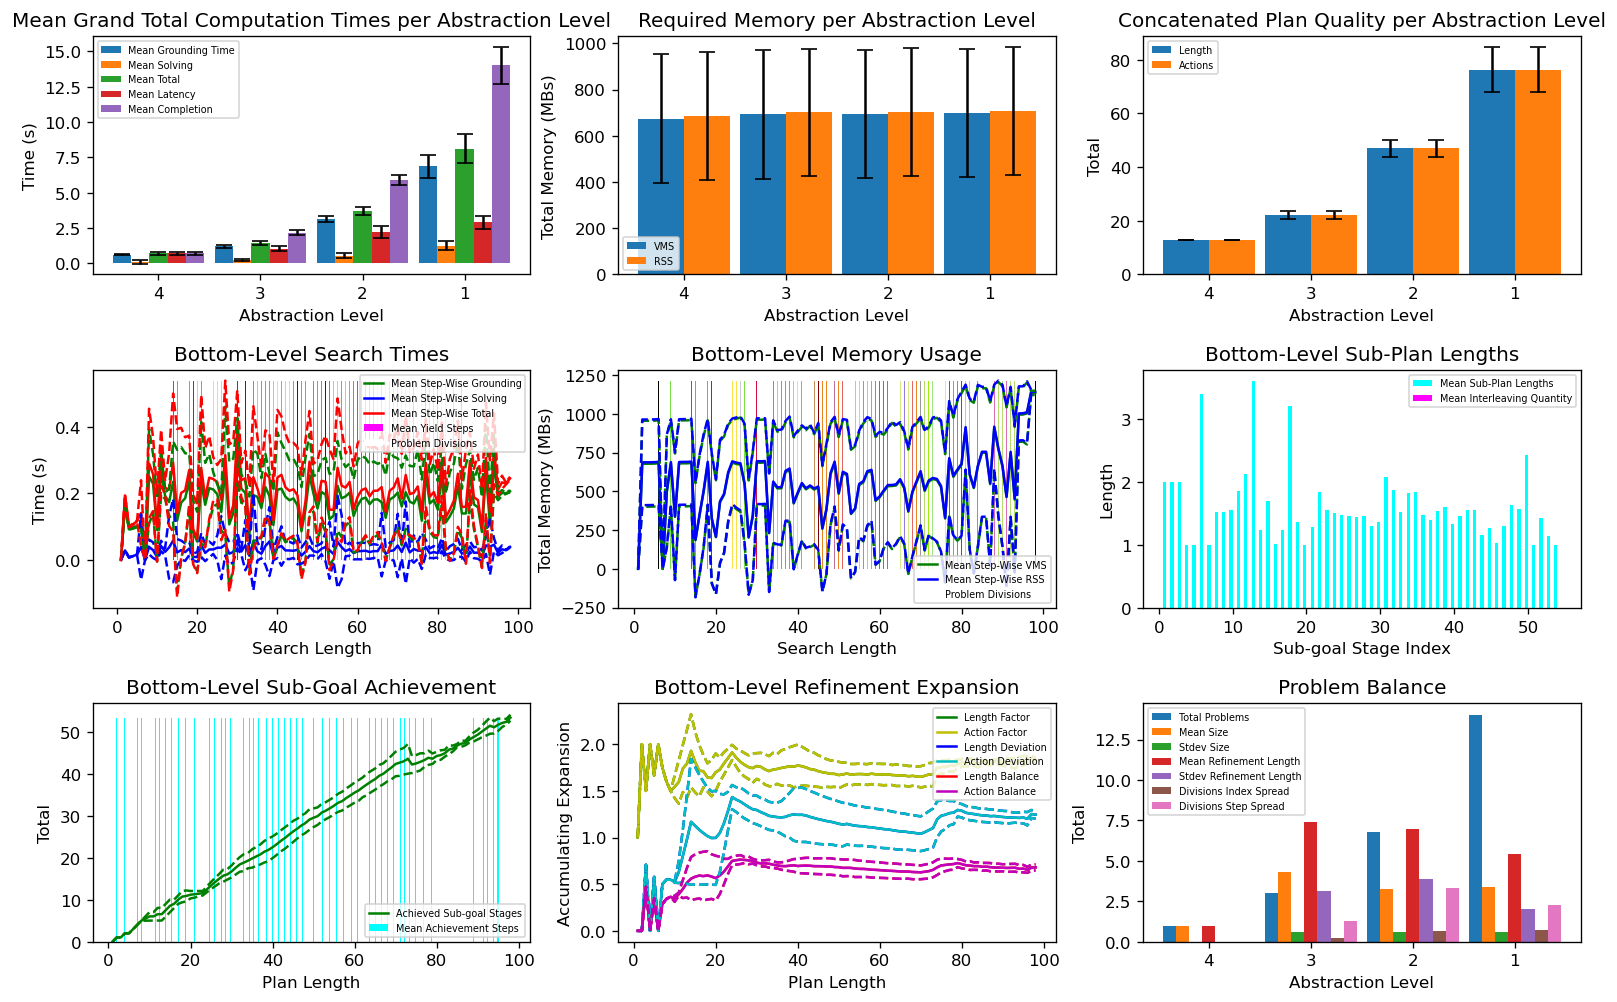 Mean Grand Total Computation Times per Abstraction Level
Time (s)
15.0
12.5
10.0
7.5
5.0
2.5
0.0
Mean Grounding Time
Mean Solving
Mean Total
Mean Latency
Mean Completion
4 3 2 1
Abstraction Level
Required Memory per Abstraction Level
Total Memory (MBs)
1000
800
600
400
200
0
VMS
RSS
4 3 2 1
Abstraction Level
Concatenated Plan Quality per Abstraction Level
Total
80
60
40
20
0
Length
Actions
4 3 2 1
Abstraction Level
Bottom-Level Search Times
Time (s)
0.4
0.2
0.0
Mean Step-Wise Grounding
Mean Step-Wise Solving
Mean Step-Wise Total
Mean Yield Steps
Problem Divisions
0 20 40 60 80 100
Search Length
Bottom-Level Memory Usage
Total Memory (MBs)
1250
1000
750
500
250
0
−250
Mean Step-Wise VMS
Mean Step-Wise RSS
Problem Divisions
0 20 40 60 80 100
Search Length
Bottom-Level Sub-Plan Lengths
Length
3
2
1
0
Mean Sub-Plan Lengths
Mean Interleaving Quantity
0 10 20 30 40 50
Sub-goal Stage Index
Bottom-Level Sub-Goal Achievement
Total
50
40
30
20
10
0
Achieved Sub-goal Stages
Mean Achievement Steps
0 20 40 60 80 100
Plan Length
Bottom-Level Refinement Expansion
Accumulating Expansion
2.0
1.5
1.0
0.5
0.0
Length Factor
Action Factor
Length Deviation
Action Deviation
Length Balance
Action Balance
0 20 40 60 80 100
Plan Length
Problem Balance
Total
12.5
10.0
7.5
5.0
2.5
0.0
Total Problems
Mean Size
Stdev Size
Mean Refinement Length
Stdev Refinement Length
Divisions Index Spread
Divisions Step Spread
4 3 2 1
Abstraction Level